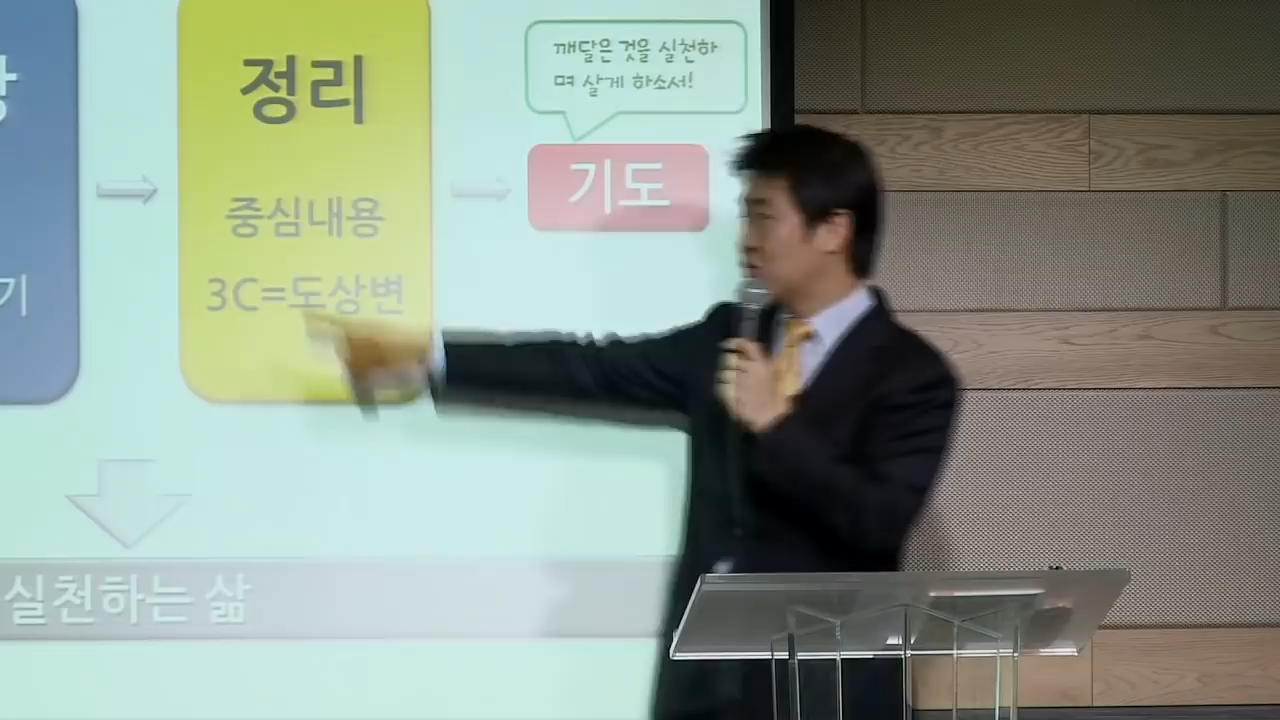 정리
중심내용
3C=도상변
기
깨달은 것을 실천하
며 살게 하소서!
기도
실천하는 삶